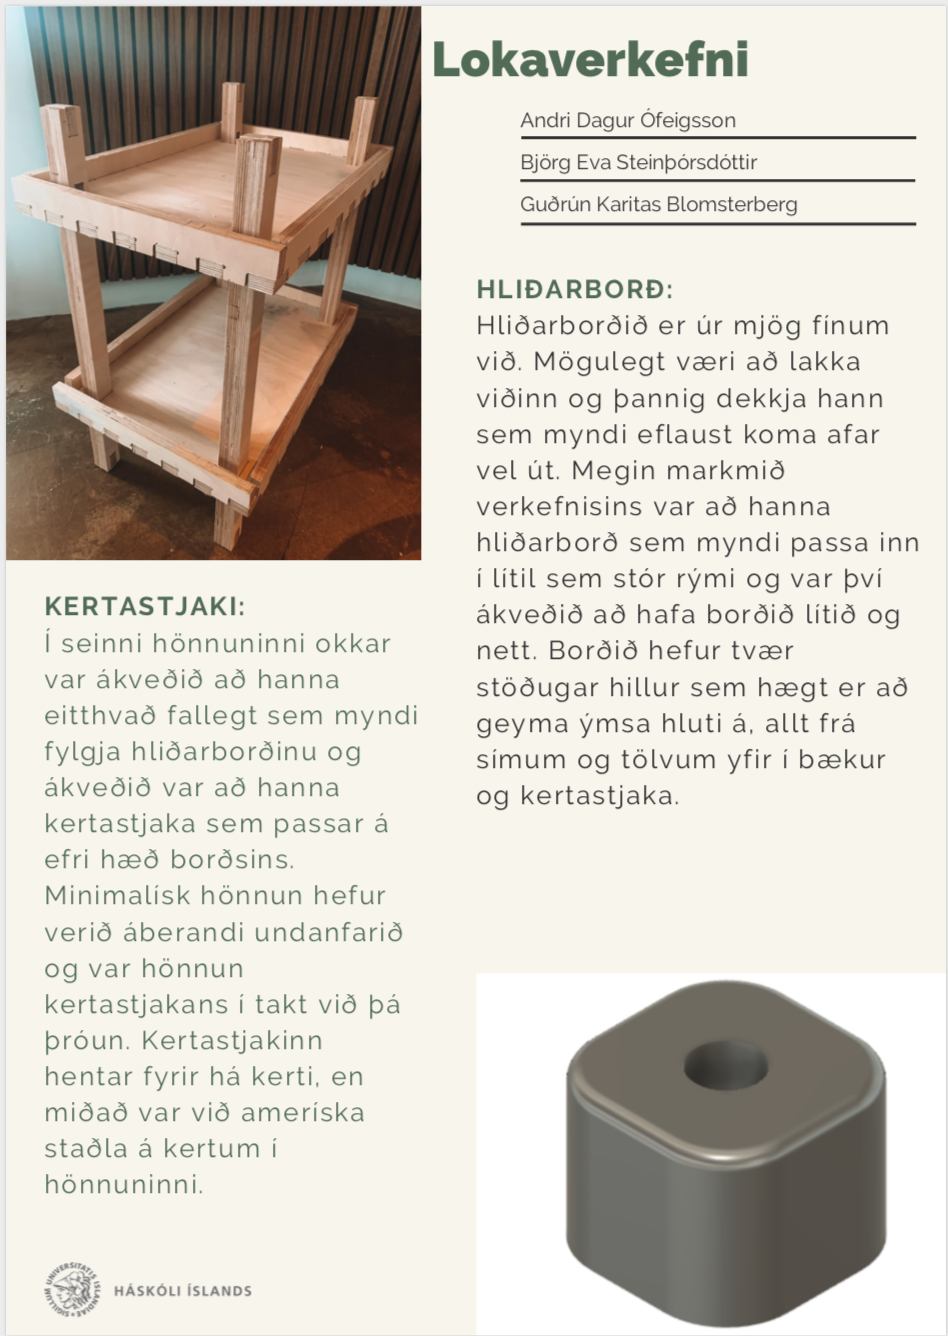 Lokaverkefni
Andri Dagur Ófeigsson
Björg Eva Steinþórsdóttir
Guðrún Karitas Blomsterberg
HLIÐARBORÐ:
Hliðarborðið er úr mjög fínum
við. Mögulegt væri að lakka
viðinn og þannig dekkja hann
sem myndi eflaust koma afar
vel út. Megin markmið
verkefnisins var að hanna
hliðarborð sem myndi passa inn
í lítil sem stór rými og var því
ákveðið að hafa borðið lítið og
nett. Borðið hefur tvær
stöðugar hillur sem hægt er að
geyma ýmsa hluti á, allt frá
símum og tölvum yfir í bækur
og kertastjaka.
KERTASTJAKI:
Í seinni hönnuninni okkar
var ákveðið að hanna
eitthvað fallegt sem myndi
fylgja hliðarborðinu og
ákveðið var að hanna
kertastjaka sem passar á
efri hæð borðsins.
Minimalísk hönnun hefur
verið áberandi undanfarið
og var hönnun
kertastjakans í takt við þá
þróun. Kertastjakinn
hentar fyrir há kerti, en
miðað var við ameríska
staðla á kertum í
hönnuninni.
SIGILLUM UNIVERSITATIS ISLANDIAE
HÁSKÓLI ÍSLANDS